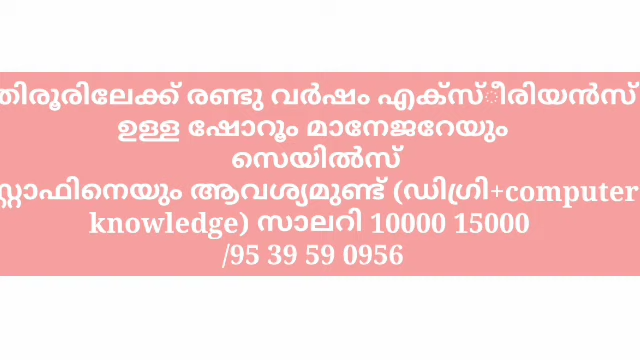 തിരൂരിലേക്ക് രണ്ടു വർഷം എക്സ്ീരിയൻസ്
ഉള്ള ഷോറൂം മാനേജറേയും
സെയിൽസ്
സ്റ്റാഫിനെയും ആവശ്യമുണ്ട് (ഡിഗ്രി+computer
knowledge) സാലറി 10000 15000
/95 39 59 0956